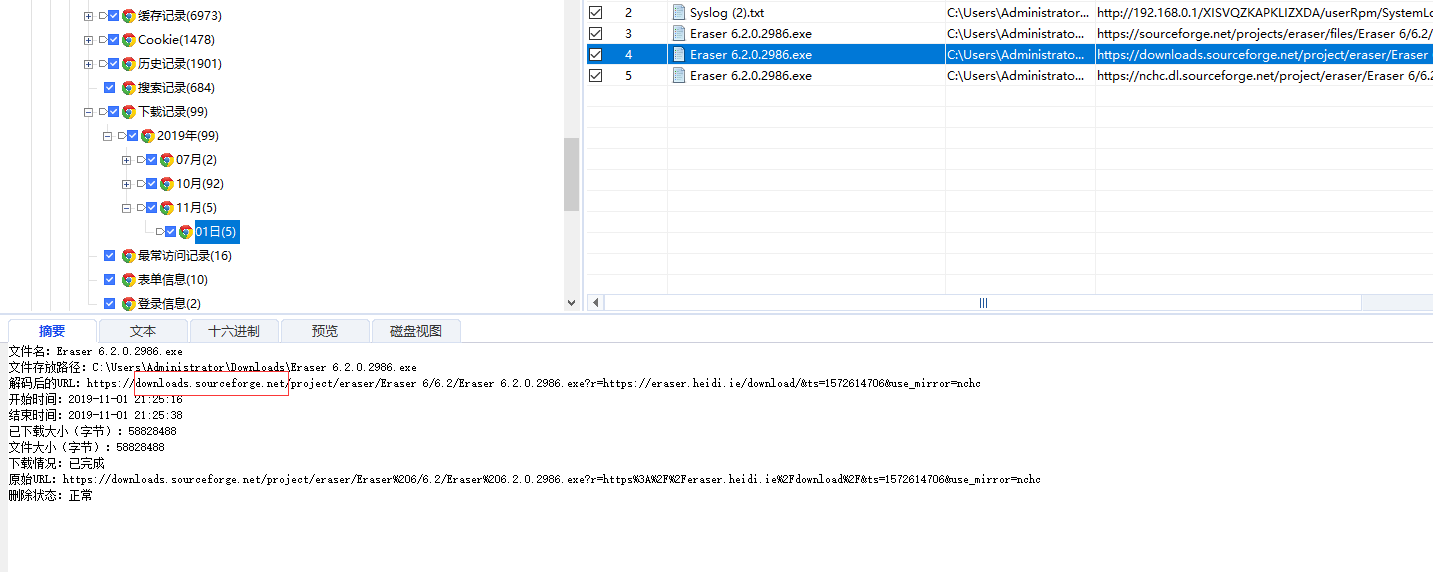 缓存记录(6973)
Cookie(1478)
历史记录(1901)
搜索记录(684)
下载记录(99)
2019年(99)
07月(2)
10月(92)
11月(5)
01日(5)
最常访问记录(16)
表单信息(10)
登录信息(2)
2 Syslog (2).txt C:\Users\Administrator... http://192.168.0.1/XISVQZKAPKLIZXDA/userRpm/SystemLo
3 Eraser 6.2.0.2986.exe C:\Users\Administrato... https://sourceforge.net/projects/eraser/files/Eraser 6/6.2/
4 Eraser 6.2.0.2986.exe C:\Users\Administrato... https://downloads.sourceforge.net/project/eraser/Eraser
5 Eraser 6.2.0.2986.exe C:\Users\Administrato... https://nchc.dl.sourceforge.net/project/eraser/Eraser 6/6.2
摘要 文本 十六进制 预览 磁盘视图
文件名：Eraser 6.2.0.2986.exe
文件存放路径：C:\Users\Administrator\Downloads\Eraser 6.2.0.2986.exe
解码后的URL：https://downloads.sourceforge.net/project/eraser/Eraser 6/6.2/Eraser 6.2.0.2986.exe?r=https://eraser.heidi.ie/download/&ts=1572614706&use_mirror=nchc
开始时间：2019-11-01 21:25:16
结束时间：2019-11-01 21:25:38
已下载大小（字节）：58828488
文件大小（字节）：58828488
下载情况：已完成
原始URL：https://downloads.sourceforge.net/project/eraser/Eraser%206/6.2/Eraser%206.2.0.2986.exe?r=https%3A%2F%2Feraser.heidi.ie%2Fdownload%2F&ts=1572614706&use_mirror=nchc
删除状态：正常